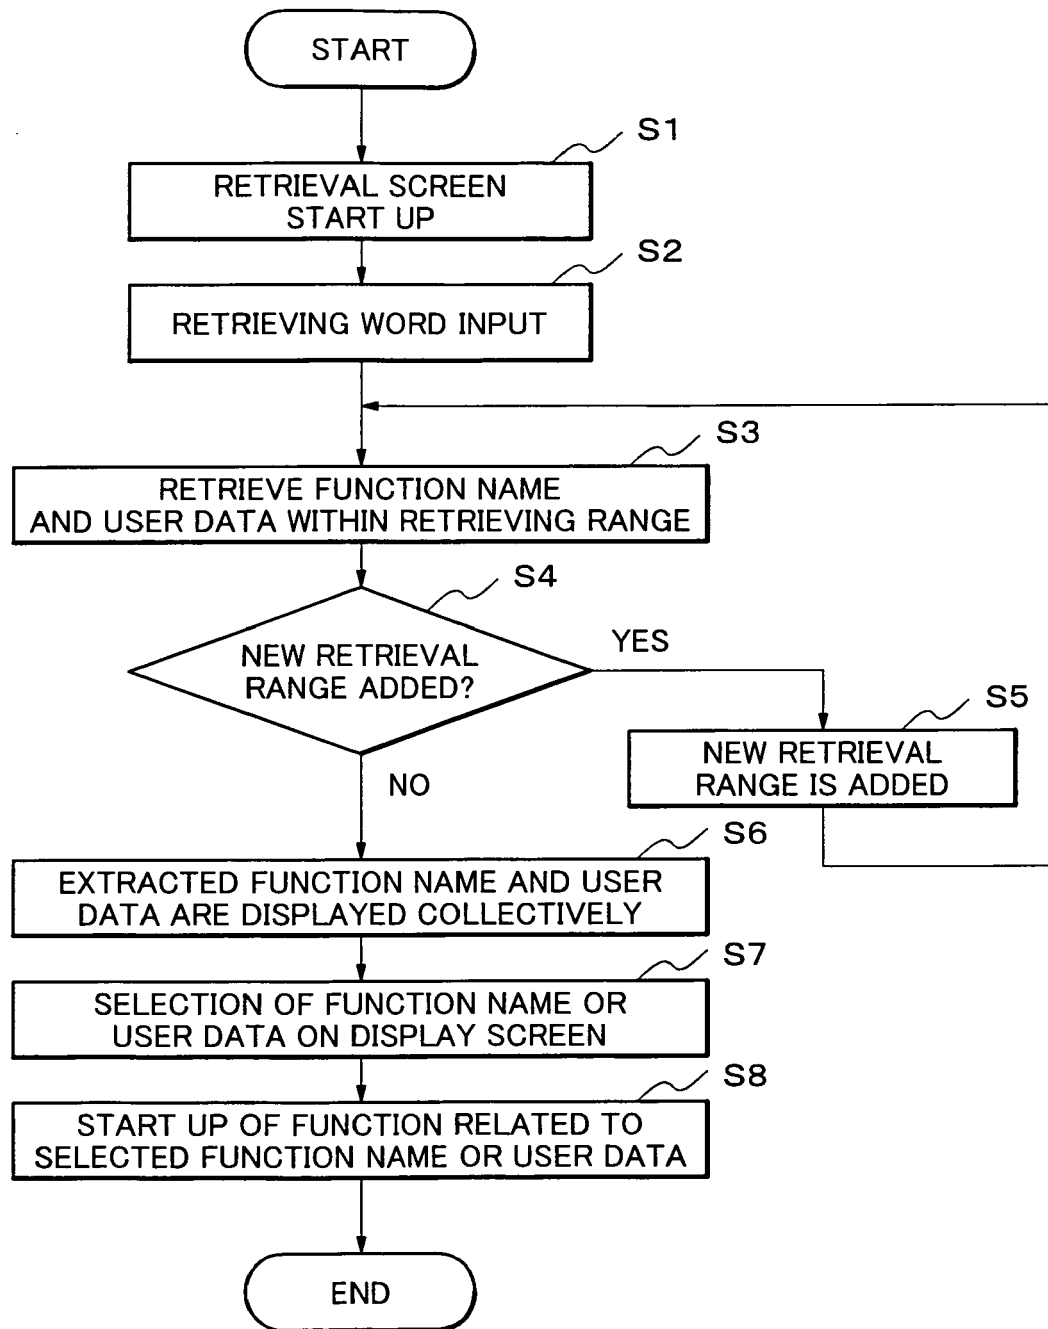 START
S1
RETRIEVAL SCREEN
START UP
S2
RETRIEVING WORD INPUT
S3
RETRIEVE FUNCTION NAME
AND USER DATA WITHIN RETRIEVING RANGE
S4
NEW RETRIEVAL
RANGE ADDED?
YES
S5
NEW RETRIEVAL
RANGE IS ADDED
NO
S6
EXTRACTED FUNCTION NAME AND USER
DATA ARE DISPLAYED COLLECTIVELY
S7
SELECTION OF FUNCTION NAME OR
USER DATA ON DISPLAY SCREEN
S8
START UP OF FUNCTION RELATED TO
SELECTED FUNCTION NAME OR USER DATA
END